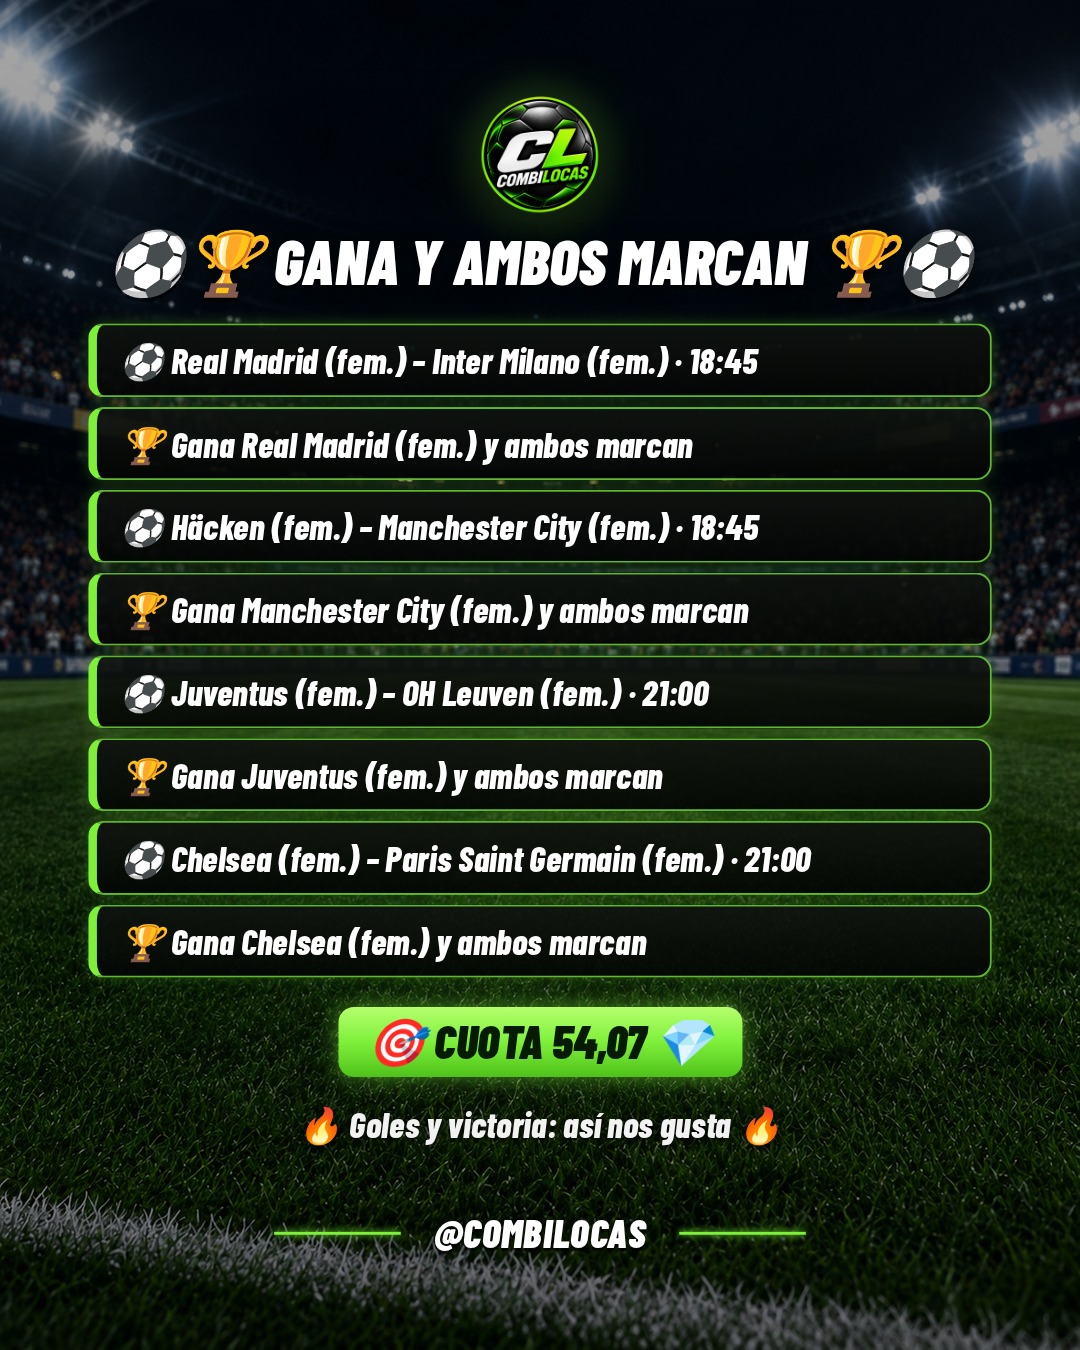 CL
COMBILOCAS
⚽🏆 GANA Y AMBOS MARCAN 🏆⚽
⚽ Real Madrid (fem.) – Inter Milano (fem.) · 18:45
🏆 Gana Real Madrid (fem.) y ambos marcan
⚽ Häcken (fem.) – Manchester City (fem.) · 18:45
🏆 Gana Manchester City (fem.) y ambos marcan
⚽ Juventus (fem.) – OH Leuven (fem.) · 21:00
🏆 Gana Juventus (fem.) y ambos marcan
⚽ Chelsea (fem.) – Paris Saint Germain (fem.) · 21:00
🏆 Gana Chelsea (fem.) y ambos marcan
🎯 CUOTA 54,07 💎
🔥 Goles y victoria: así nos gusta 🔥
@COMBILOCAS